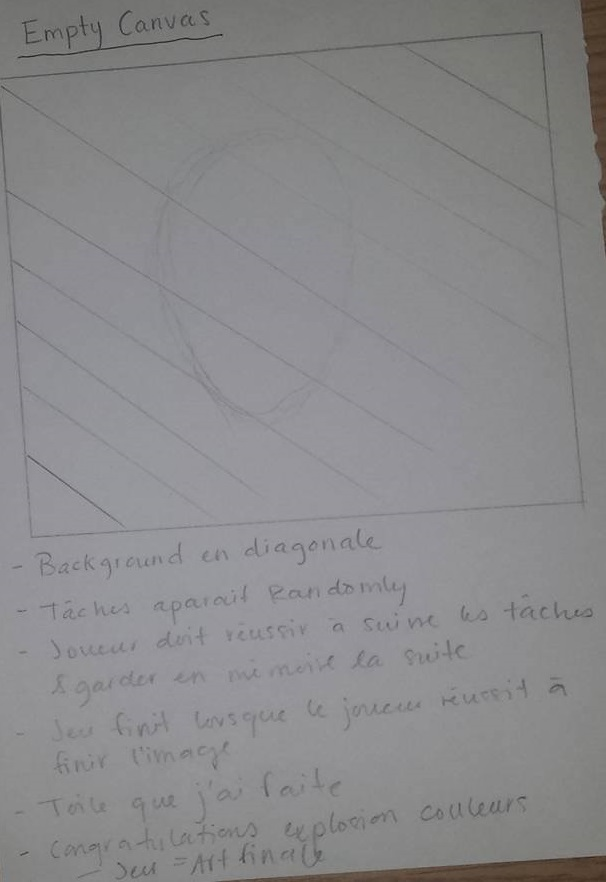 Empty Canvas
- Background en diagonale
- Tâches aparait Randomly
- Joueur doit réussir à suivre les tâches
& garder en mémoire la suite
- Jeu finit lorsque le joueur réussit à
finir l'image
- Toile que j'ai faite
- Congratulations explosion couleurs
- Jeu = Art finale